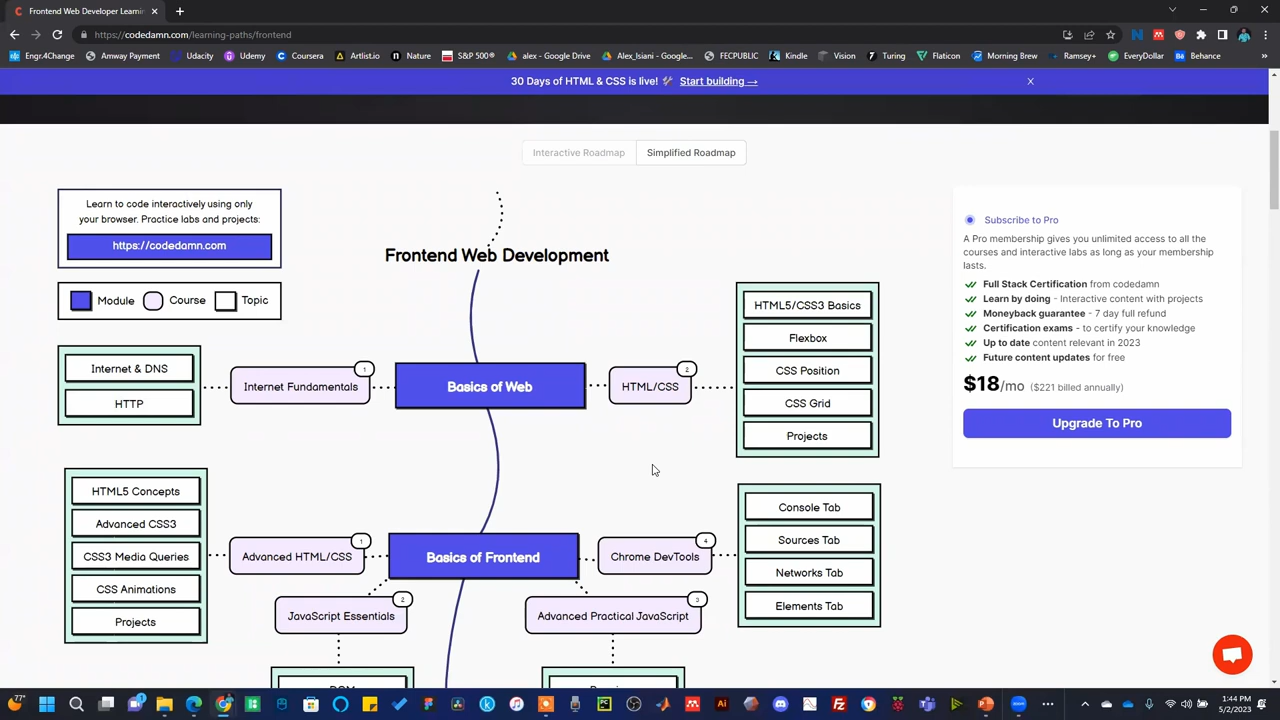 Frontend Web Developer Learnin
https://codedamn.com/learning-paths/frontend
Engr.4Change
Amway Payment...
Udacity
Udemy
Coursera
Artlist.io
Nature
S&P 500®
alex - Google Drive
Alex_Isiani - Google...
FECPUBLIC
Kindle
Vision
Turing
Flaticon
Morning Brew
Ramsey+
EveryDollar
Behance
30 Days of HTML & CSS is live! 🛠️ Start building →
Interactive Roadmap
Simplified Roadmap
Learn to code interactively using only
your browser. Practice labs and projects:
https://codedamn.com
Module
Course
Topic
Frontend Web Development
Internet & DNS
HTTP
Internet Fundamentals
1
Basics of Web
HTML/CSS
2
HTML5/CSS3 Basics
Flexbox
CSS Position
CSS Grid
Projects
HTML5 Concepts
Advanced CSS3
CSS3 Media Queries
CSS Animations
Projects
Advanced HTML/CSS
1
Basics of Frontend
Chrome DevTools
4
Console Tab
Sources Tab
Networks Tab
Elements Tab
JavaScript Essentials
2
Advanced Practical JavaScript
3
Subscribe to Pro
A Pro membership gives you unlimited access to all the
courses and interactive labs as long as your membership
lasts.
Full Stack Certification from codedamn
Learn by doing - Interactive content with projects
Moneyback guarantee - 7 day full refund
Certification exams - to certify your knowledge
Up to date content relevant in 2023
Future content updates for free
$18/mo ($221 billed annually)
Upgrade To Pro
77°
1:44 PM
5/2/2023